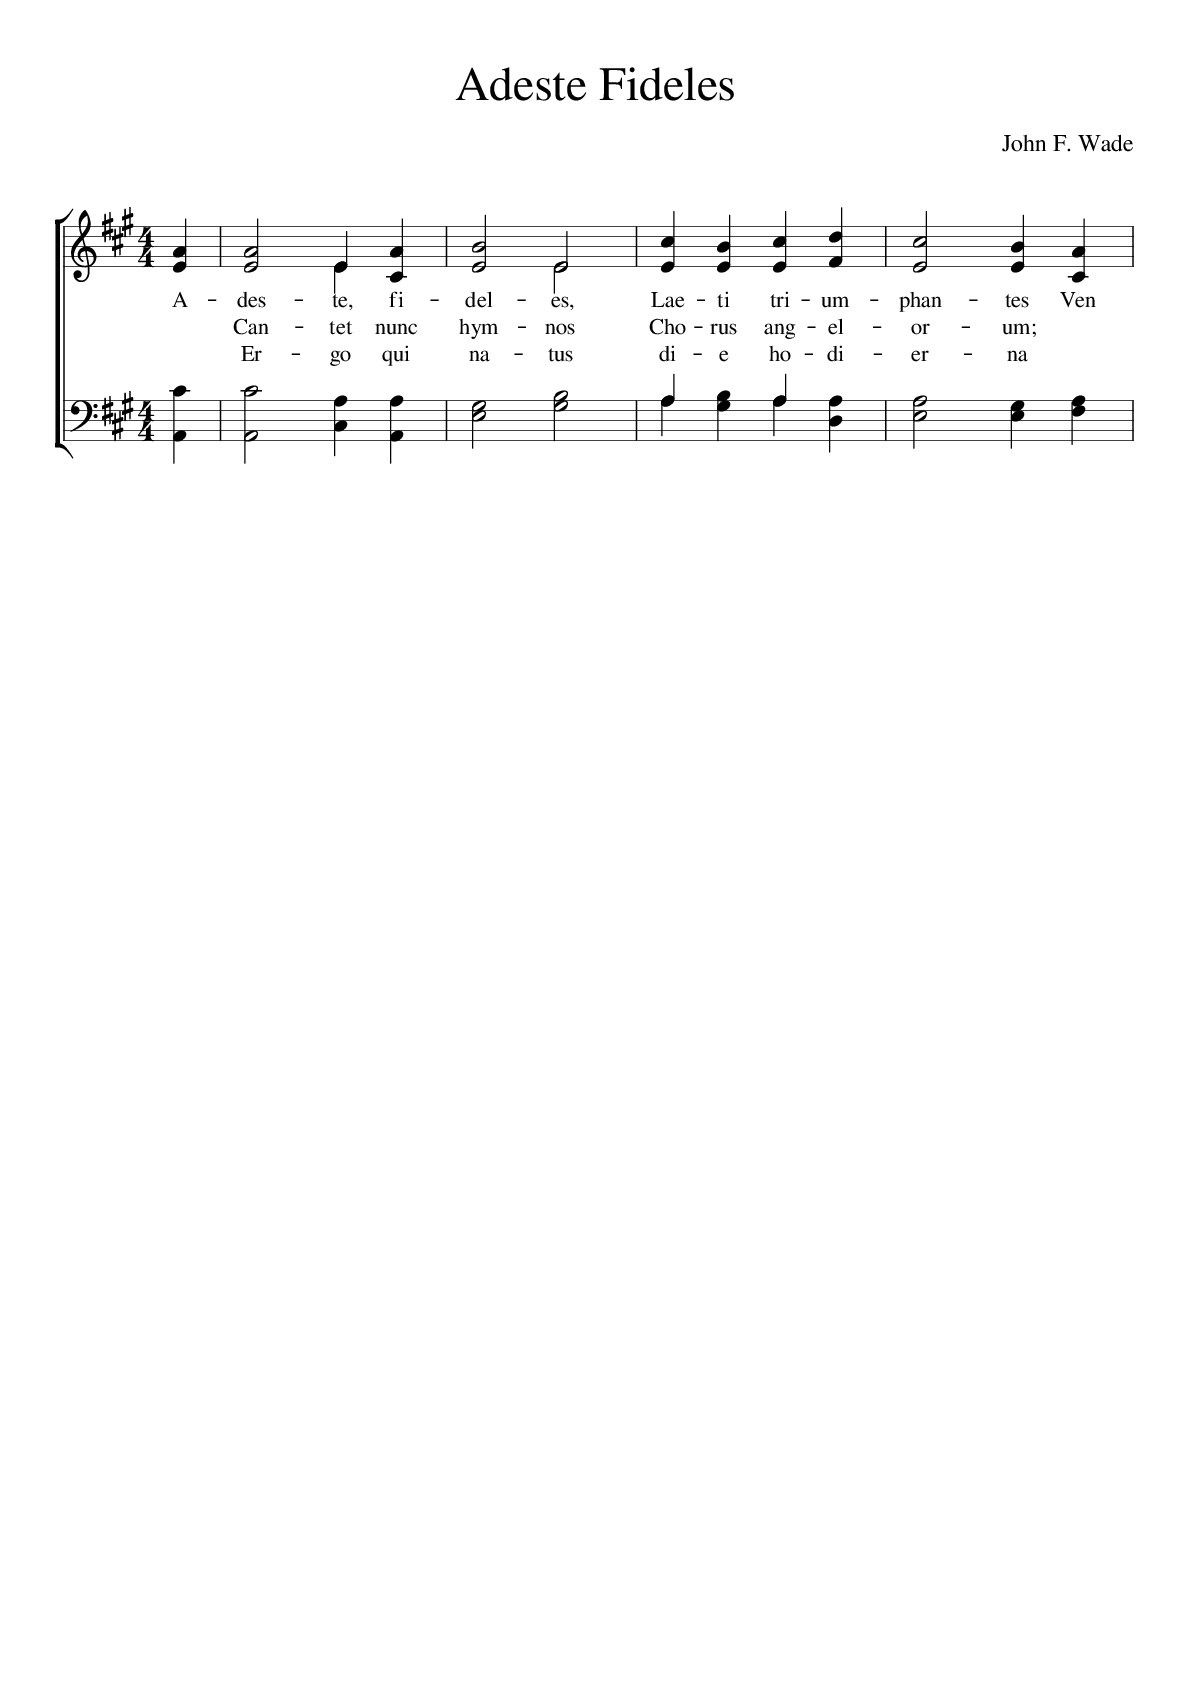 Adeste Fideles
John F. Wade
A - des - te, fi - del - es, Lae - ti tri - um - phan - tes Ven
Can - tet nunc hym - nos Cho - rus ang - el - or - um;
Er - go qui na - tus di - e ho - di - er - na